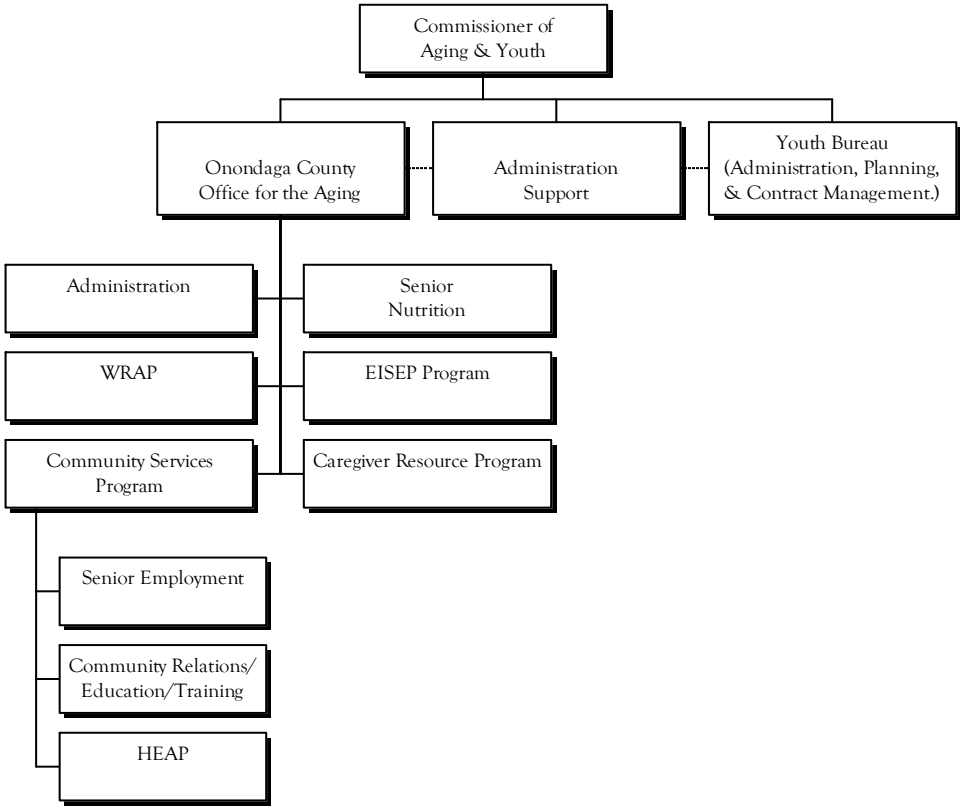 Commissioner of
Aging & Youth
Onondaga County
Office for the Aging
Administration
Support
Youth Bureau
(Administration, Planning,
& Contract Management.)
Administration
Senior
Nutrition
WRAP
EISEP Program
Community Services
Program
Caregiver Resource Program
Senior Employment
Community Relations/
Education/Training
HEAP